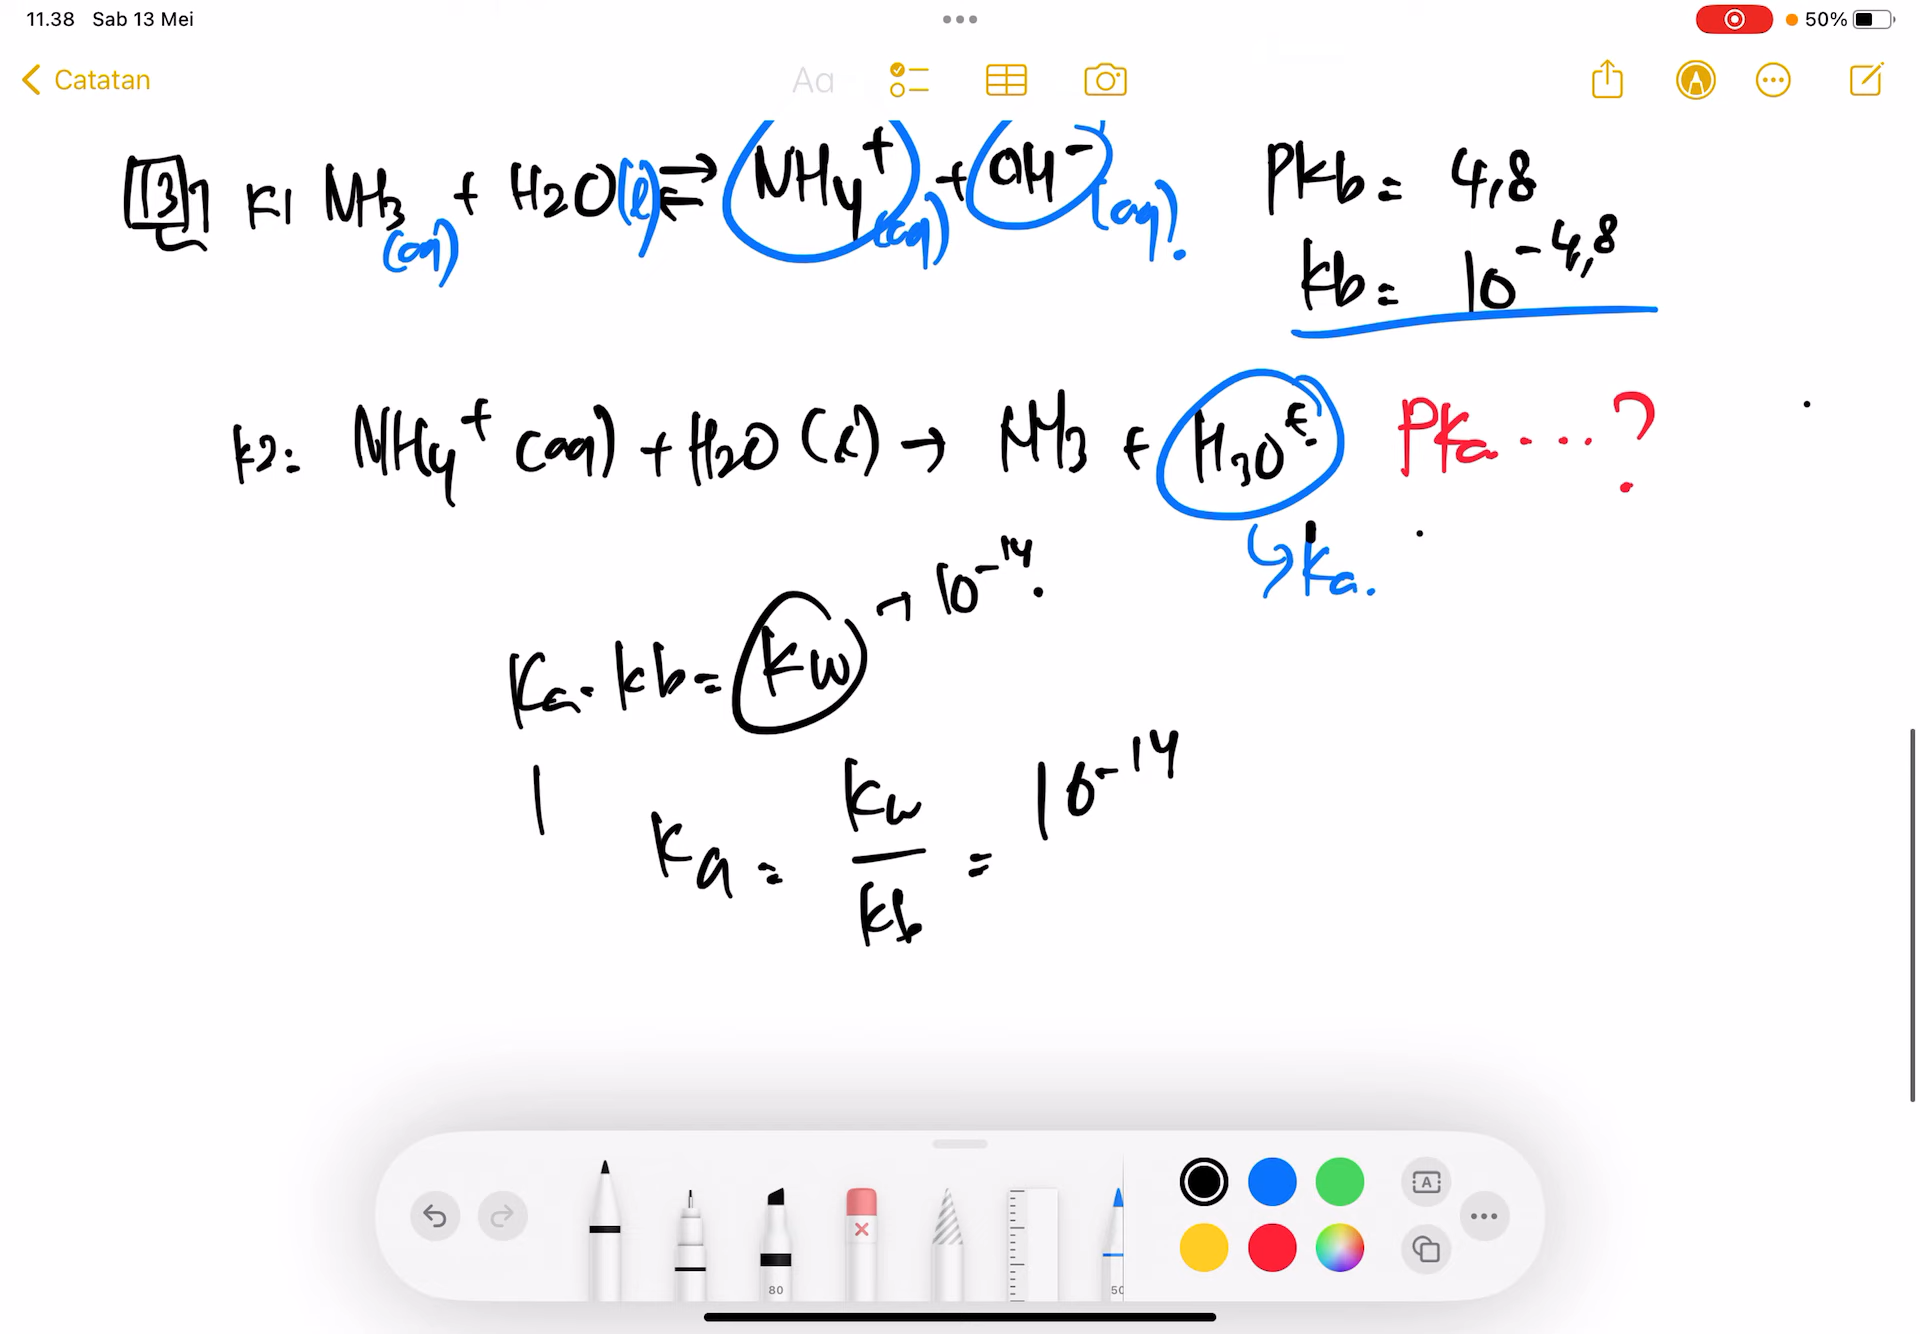 11.38 Sab 13 Mei
50%
Catatan
Aa
13 K1 NH3 (aq) + H2O(l) ⇌ NH4+ (aq) + OH- (aq).
Pkb = 4,8
kb = 10^-4,8
k2: NH4+ (aq) + H2O (l) → NH3 + H3O+
PKa....?
↳ ka.
Ka. kb = kw → 10^-14.
Ka = kw/kb = 10^-14
80
50
A